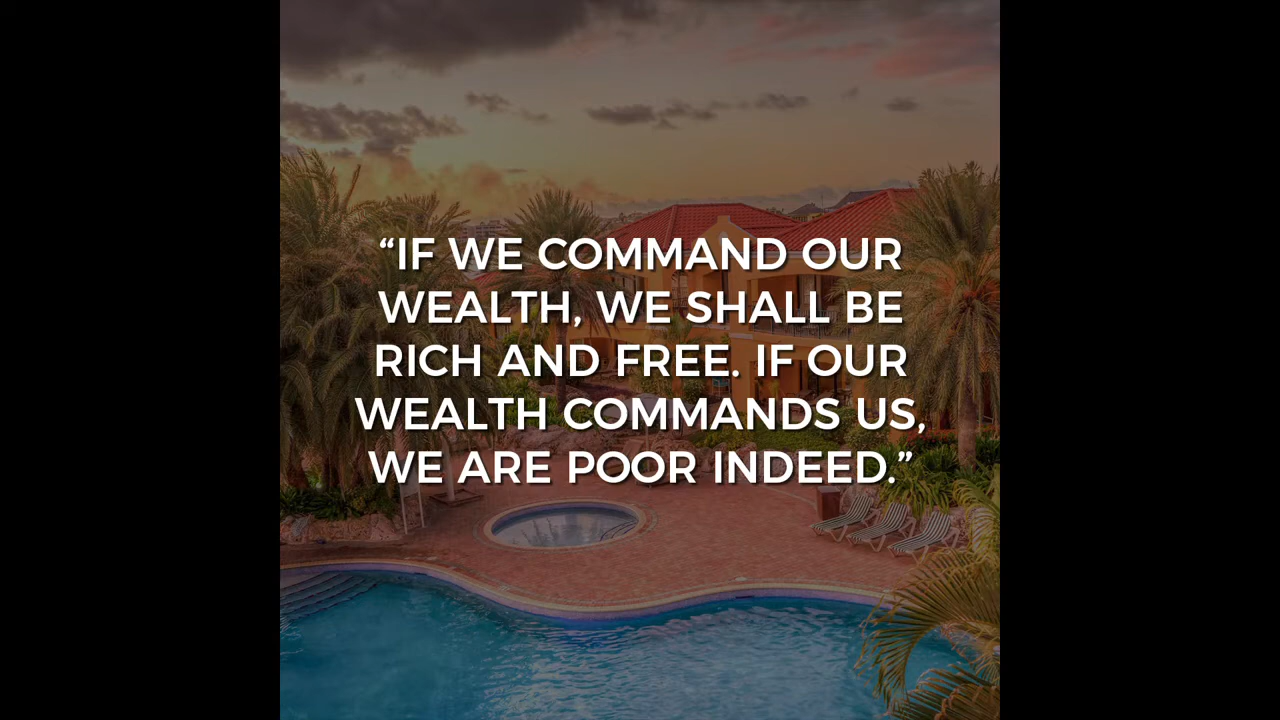 “IF WE COMMAND OUR
WEALTH, WE SHALL BE
RICH AND FREE. IF OUR
WEALTH COMMANDS US,
WE ARE POOR INDEED.”